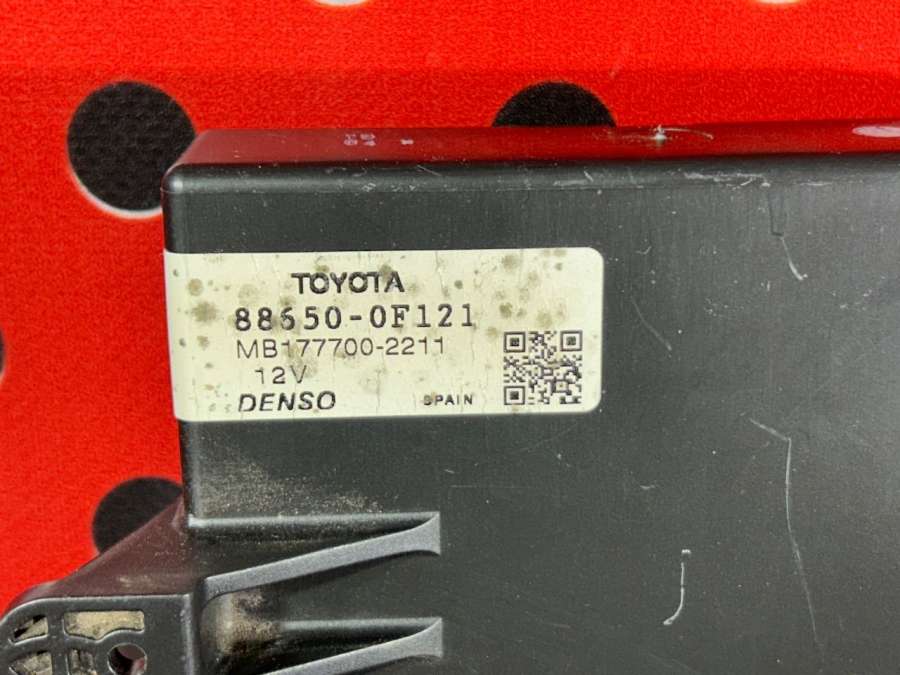 TOYOTA
88650-0F121
MB177700-2211
12V
DENSO SPAIN